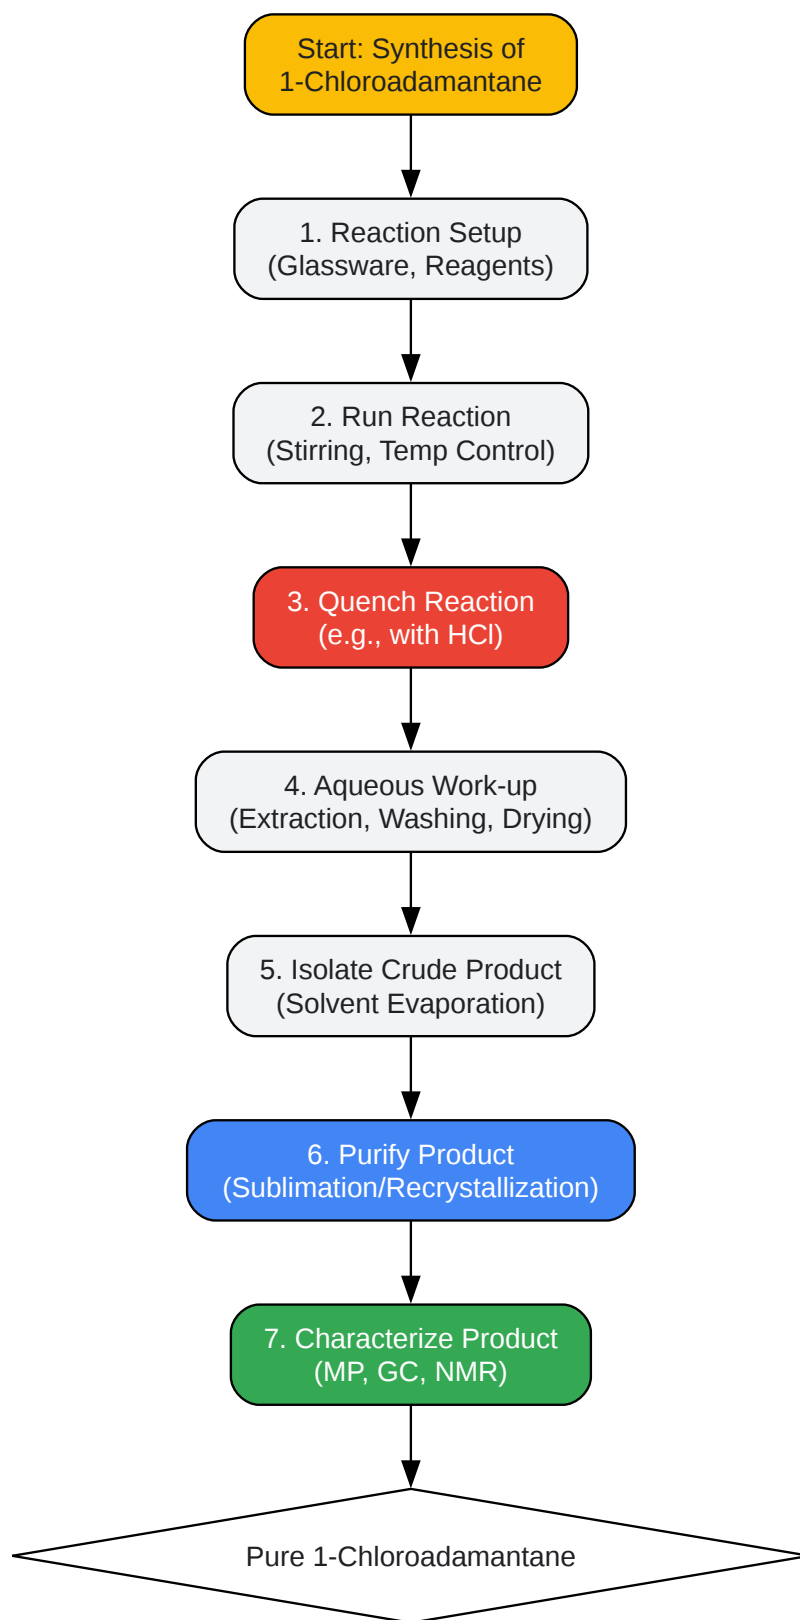 Start: Synthesis of
1-Chloroadamantane
1. Reaction Setup
(Glassware, Reagents)
2. Run Reaction
(Stirring, Temp Control)
3. Quench Reaction
(e.g., with HCl)
4. Aqueous Work-up
(Extraction, Washing, Drying)
5. Isolate Crude Product
(Solvent Evaporation)
6. Purify Product
(Sublimation/Recrystallization)
7. Characterize Product
(MP, GC, NMR)
Pure 1-Chloroadamantane